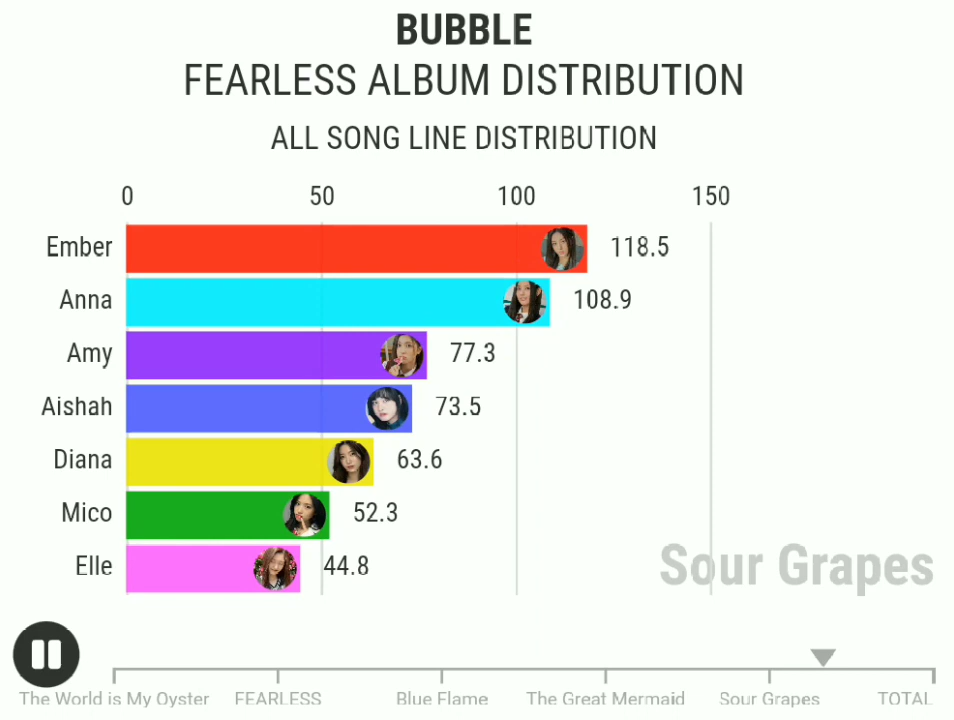 BUBBLE
FEARLESS ALBUM DISTRIBUTION
ALL SONG LINE DISTRIBUTION
0 50 100 150
Ember 118.5
Anna 108.9
Amy 77.3
Aishah 73.5
Diana 63.6
Mico 52.3
Elle 44.8
Sour Grapes
The World is My Oyster FEARLESS Blue Flame The Great Mermaid Sour Grapes TOTAL